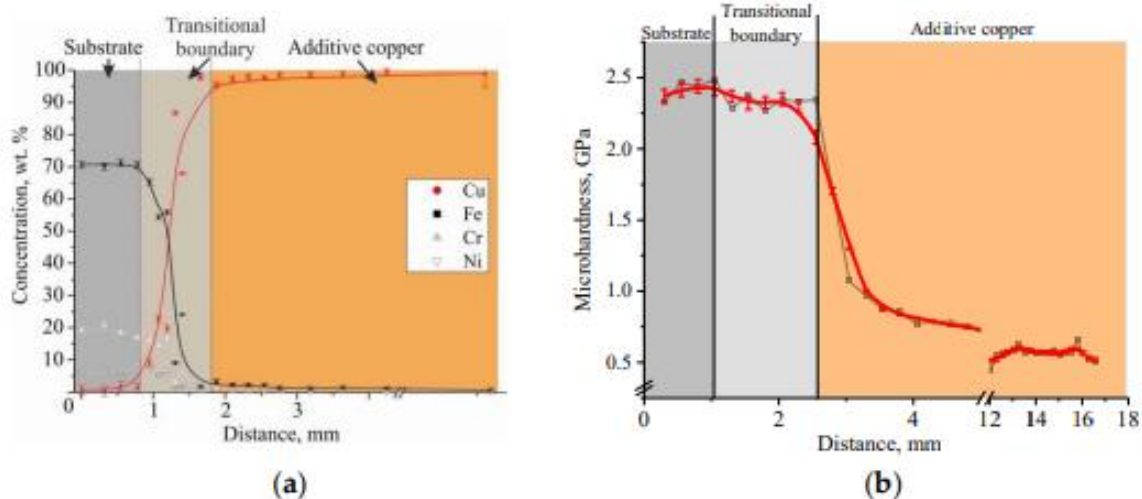 Substrate
Transitional
boundary
Additive copper
Concentration, wt. %
100
90
80
70
60
50
40
30
20
10
Cu
Fe
Cr
Ni
0
1
2
3
4
Distance, mm
(a)
b)
Substrate
Transitional
boundary
Additive copper
Microhardness, GPa
2.5
2.0
1.5
1.0
0.5
0
2
4
12
14
16
18
Distance, mm
(b)